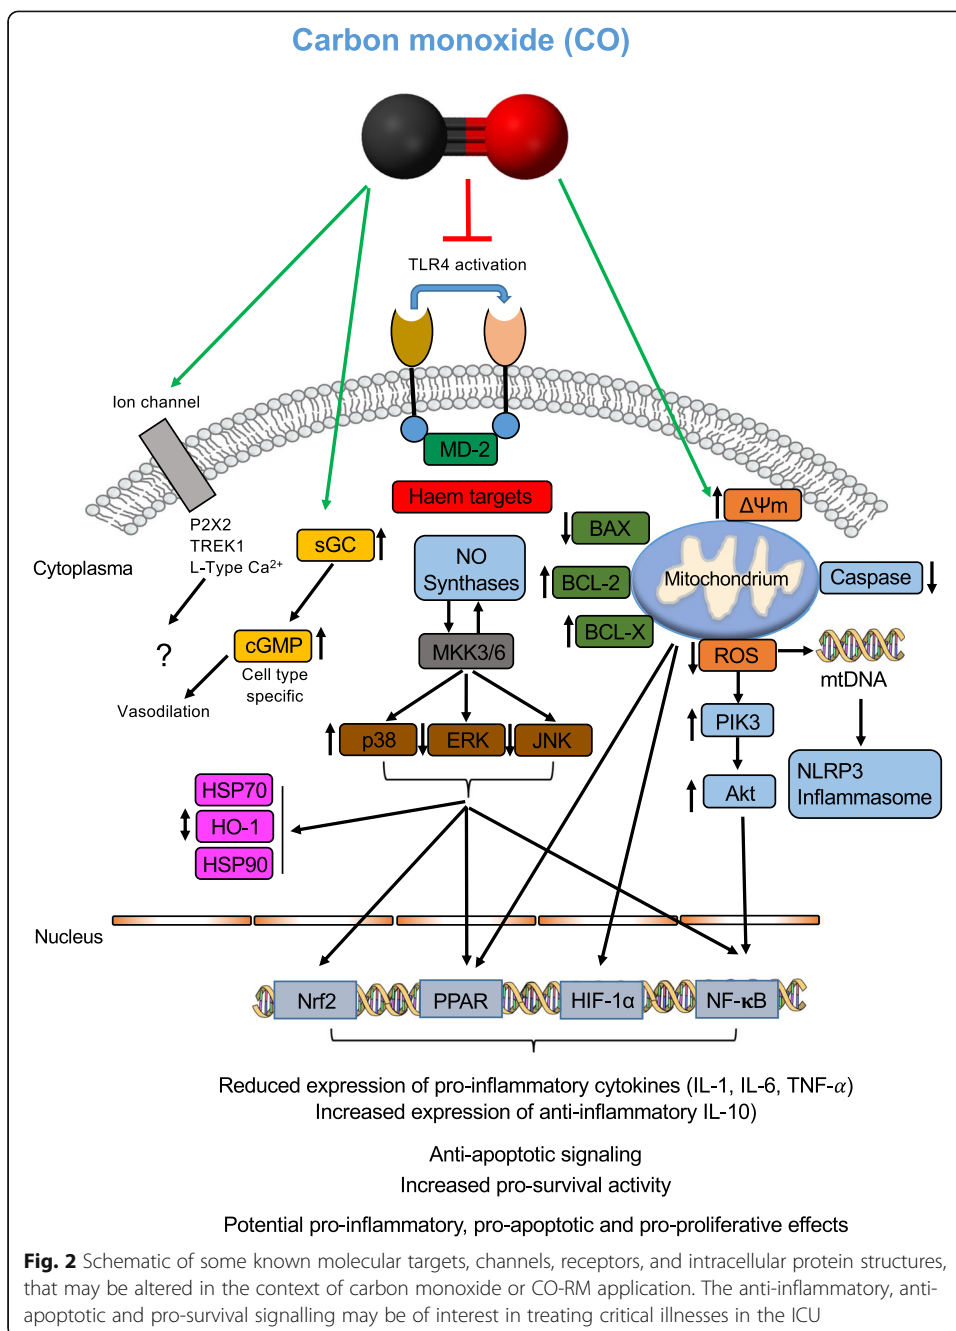 Carbon monoxide (CO)
TLR4 activation
Ion channel
MD-2
Haem targets
P2X2
TREK1
L-Type Ca²⁺
Cytoplasma
sGC
NO
Synthases
BAX
BCL-2
BCL-X
ΔΨm
Mitochondrium
Caspase
?
cGMP
Cell type
specific
Vasodilation
MKK3/6
ROS
mtDNA
p38
ERK
JNK
PIK3
Akt
NLRP3
Inflammasome
HSP70
HO-1
HSP90
Nucleus
Nrf2
PPAR
HIF-1α
NF-κB
Reduced expression of pro-inflammatory cytokines (IL-1, IL-6, TNF-α)
Increased expression of anti-inflammatory IL-10)
Anti-apoptotic signaling
Increased pro-survival activity
Potential pro-inflammatory, pro-apoptotic and pro-proliferative effects
Fig. 2 Schematic of some known molecular targets, channels, receptors, and intracellular protein structures,
that may be altered in the context of carbon monoxide or CO-RM application. The anti-inflammatory, anti-
apoptotic and pro-survival signalling may be of interest in treating critical illnesses in the ICU